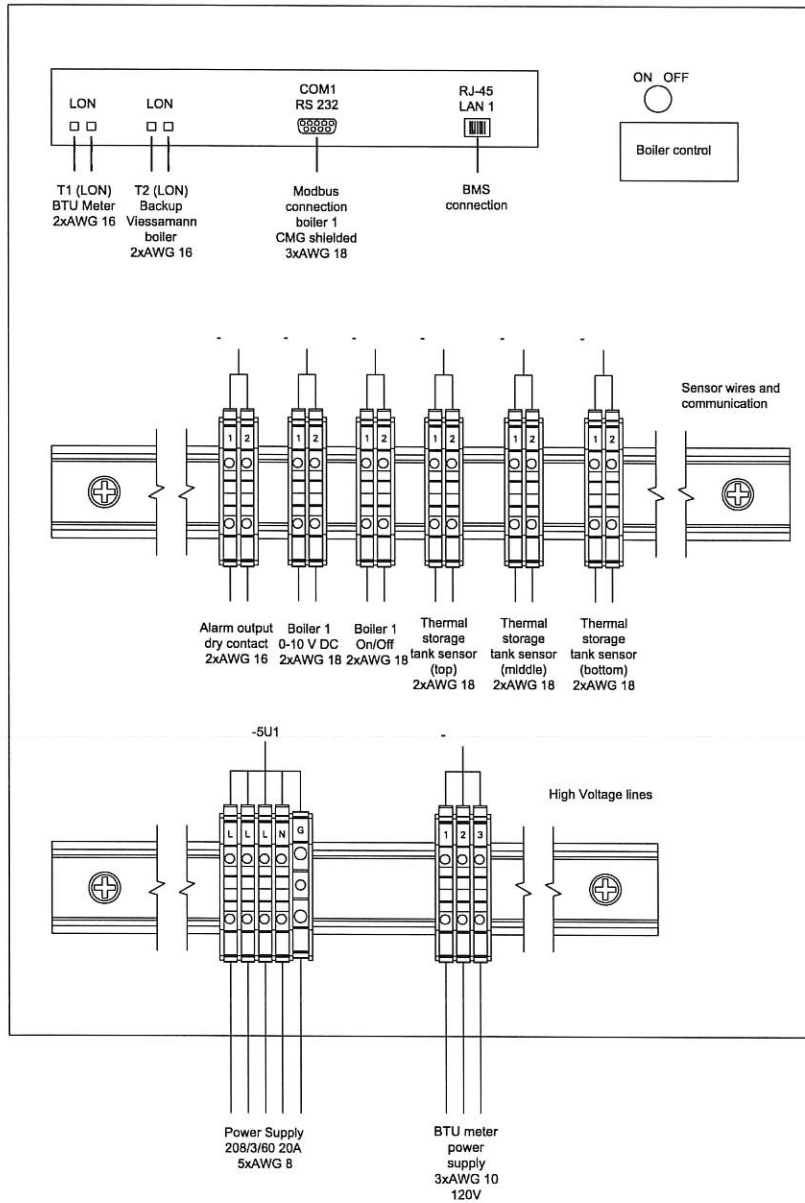 ON OFF
Boiler control
LON
LON
COM1
RS 232
RJ-45
LAN 1
T1 (LON)
BTU Meter
2xAWG 16
T2 (LON)
Backup
Viessamann
boiler
2xAWG 16
Modbus
connection
boiler 1
CMG shielded
3xAWG 18
BMS
connection
- - - - - -
Sensor wires and
communication
1 2 1 2 1 2 1 2 1 2 1 2
Alarm output
dry contact
2xAWG 16
Boiler 1
0-10 V DC
2xAWG 18
Boiler 1
On/Off
2xAWG 18
Thermal
storage
tank sensor
(top)
2xAWG 18
Thermal
storage
tank sensor
(middle)
2xAWG 18
Thermal
storage
tank sensor
(bottom)
2xAWG 18
-5U1
-
High Voltage lines
L L L N G
1 2 3
Power Supply
208/3/60 20A
5xAWG 8
BTU meter
power
supply
3xAWG 10
120V